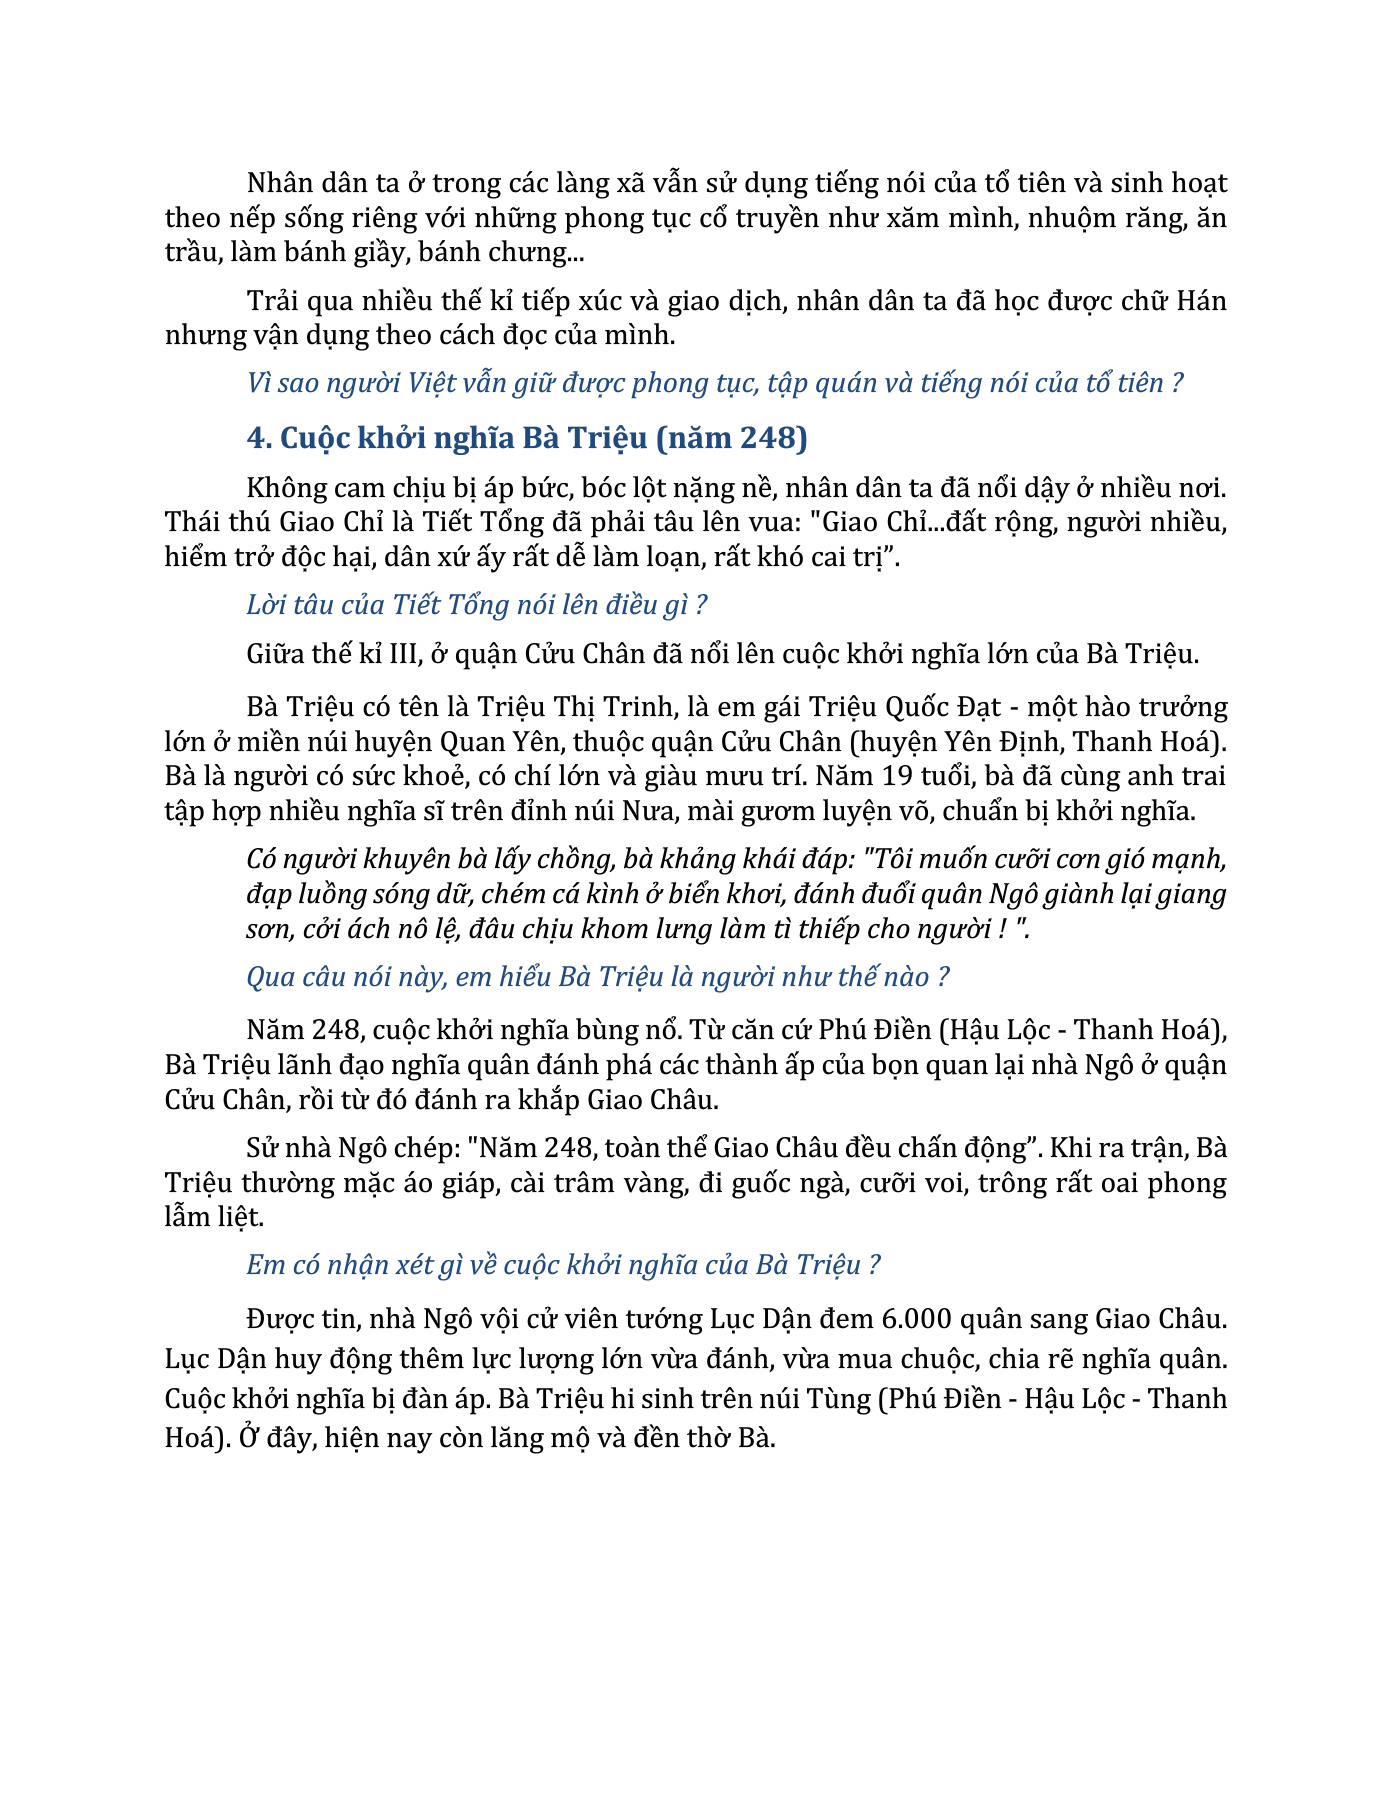 Nhân dân ta ở trong các làng xã vẫn sử dụng tiếng nói của tổ tiên và sinh hoạt
theo nếp sống riêng với những phong tục cổ truyền như xăm mình, nhuộm răng, ăn
trầu, làm bánh giầy, bánh chưng...
Trải qua nhiều thế kỉ tiếp xúc và giao dịch, nhân dân ta đã học được chữ Hán
nhưng vận dụng theo cách đọc của mình.
Vì sao người Việt vẫn giữ được phong tục, tập quán và tiếng nói của tổ tiên ?
4. Cuộc khởi nghĩa Bà Triệu (năm 248)
Không cam chịu bị áp bức, bóc lột nặng nề, nhân dân ta đã nổi dậy ở nhiều nơi.
Thái thú Giao Chỉ là Tiết Tổng đã phải tâu lên vua: "Giao Chỉ...đất rộng, người nhiều,
hiểm trở độc hại, dân xứ ấy rất dễ làm loạn, rất khó cai trị”.
Lời tâu của Tiết Tổng nói lên điều gì ?
Giữa thế kỉ III, ở quận Cửu Chân đã nổi lên cuộc khởi nghĩa lớn của Bà Triệu.
Bà Triệu có tên là Triệu Thị Trinh, là em gái Triệu Quốc Đạt - một hào trưởng
lớn ở miền núi huyện Quan Yên, thuộc quận Cửu Chân (huyện Yên Định, Thanh Hoá).
Bà là người có sức khoẻ, có chí lớn và giàu mưu trí. Năm 19 tuổi, bà đã cùng anh trai
tập hợp nhiều nghĩa sĩ trên đỉnh núi Nưa, mài gươm luyện võ, chuẩn bị khởi nghĩa.
Có người khuyên bà lấy chồng, bà khảng khái đáp: "Tôi muốn cưỡi cơn gió mạnh,
đạp luồng sóng dữ, chém cá kình ở biển khơi, đánh đuổi quân Ngô giành lại giang
sơn, cởi ách nô lệ, đâu chịu khom lưng làm tì thiếp cho người ! ".
Qua câu nói này, em hiểu Bà Triệu là người như thế nào ?
Năm 248, cuộc khởi nghĩa bùng nổ. Từ căn cứ Phú Điền (Hậu Lộc - Thanh Hoá),
Bà Triệu lãnh đạo nghĩa quân đánh phá các thành ấp của bọn quan lại nhà Ngô ở quận
Cửu Chân, rồi từ đó đánh ra khắp Giao Châu.
Sử nhà Ngô chép: "Năm 248, toàn thể Giao Châu đều chấn động”. Khi ra trận, Bà
Triệu thường mặc áo giáp, cài trâm vàng, đi guốc ngà, cưỡi voi, trông rất oai phong
lẫm liệt.
Em có nhận xét gì về cuộc khởi nghĩa của Bà Triệu ?
Được tin, nhà Ngô vội cử viên tướng Lục Dận đem 6.000 quân sang Giao Châu.
Lục Dận huy động thêm lực lượng lớn vừa đánh, vừa mua chuộc, chia rẽ nghĩa quân.
Cuộc khởi nghĩa bị đàn áp. Bà Triệu hi sinh trên núi Tùng (Phú Điền - Hậu Lộc - Thanh
Hoá). Ở đây, hiện nay còn lăng mộ và đền thờ Bà.